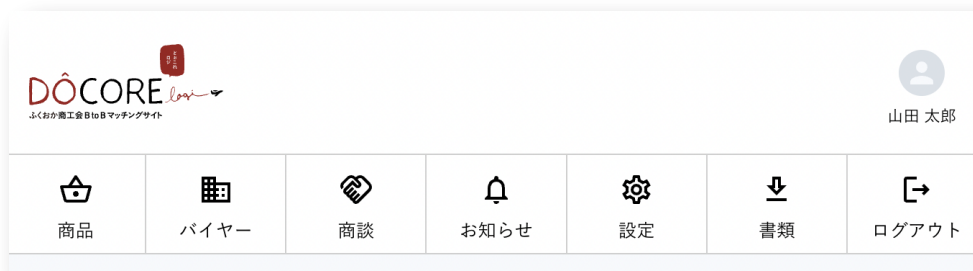 DÔCORE logi
ふくおか商工会BtoBマッチングサイト
山田 太郎
商品
バイヤー
商談
お知らせ
設定
書類
ログアウト